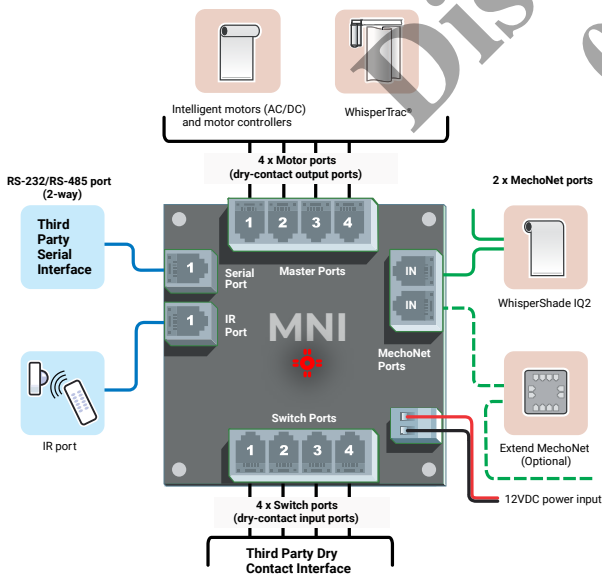 Dis
Intelligent motors (AC/DC)
and motor controllers
WhisperTrac®
4 x Motor ports
(dry-contact output ports)
RS-232/RS-485 port
(2-way)
2 x MechoNet ports
Third
Party
Serial
Interface
1 2 3 4
Master Ports
1
Serial
Port
IN
IN
MechoNet
Ports
WhisperShade IQ2
1
IR
Port
MNI
IR port
Extend MechoNet
(Optional)
Switch Ports
1 2 3 4
12VDC power input
4 x Switch ports
(dry-contact input ports)
Third Party Dry
Contact Interface